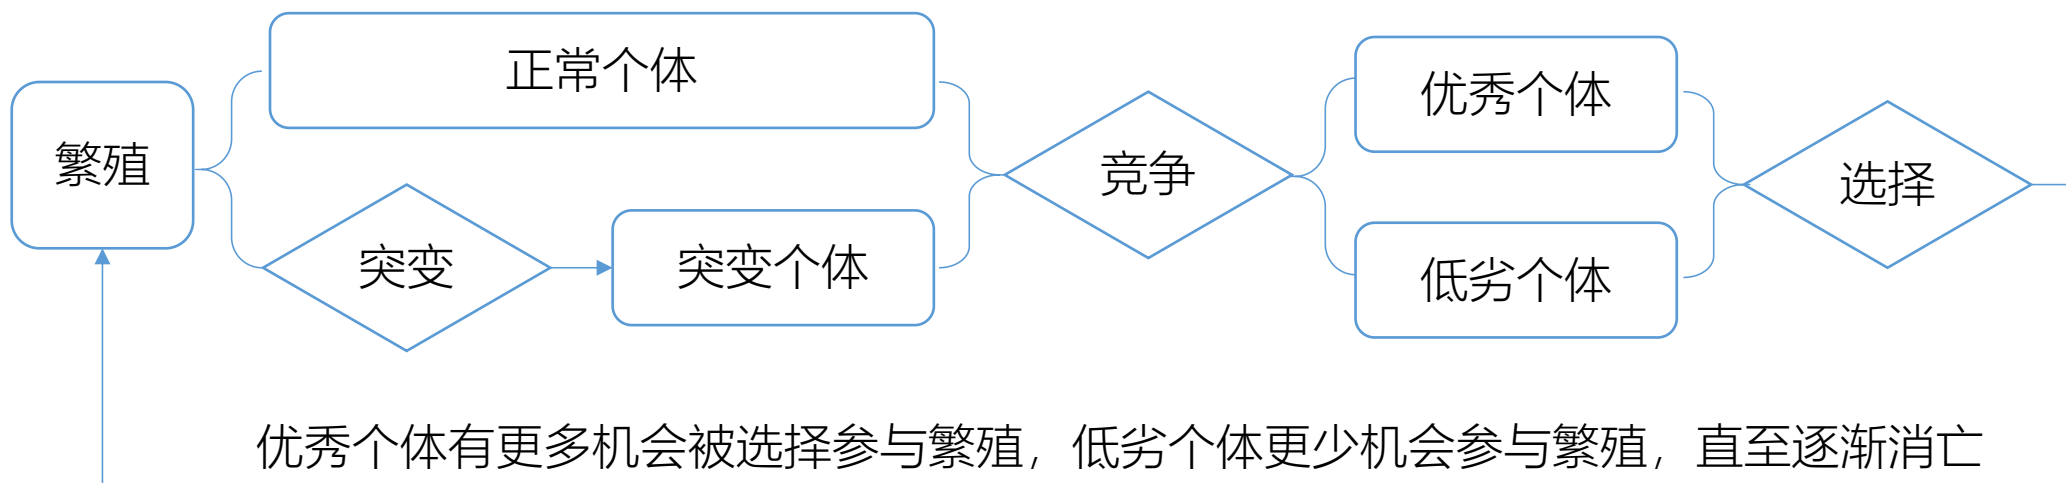 正常个体
优秀个体
繁殖
竞争
选择
突变
突变个体
低劣个体
优秀个体有更多机会被选择参与繁殖，低劣个体更少机会参与繁殖，直至逐渐消亡